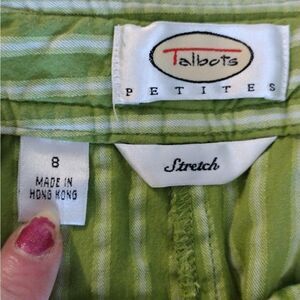 Talbots
PETITES
8
MADE IN
HONG KONG
Stretch